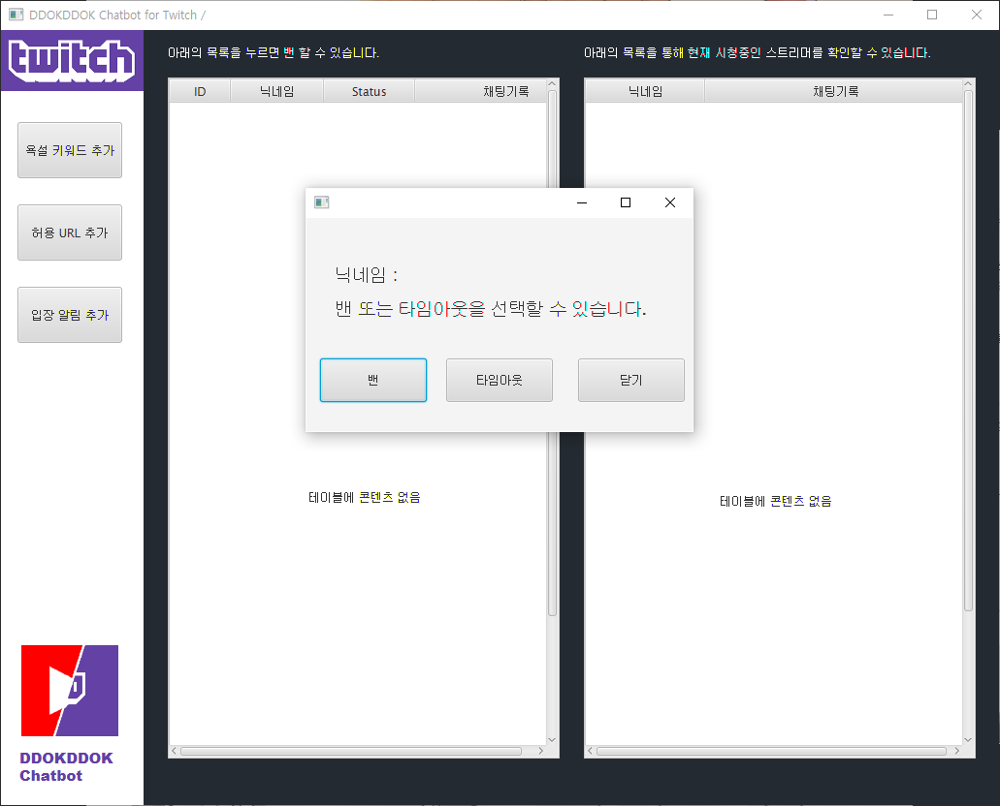 DDOKDDOK Chatbot for Twitch /
twitch
아래의 목록을 누르면 밴 할 수 있습니다.
아래의 목록을 통해 현재 시청중인 스트리머를 확인할 수 있습니다.
ID 닉네임 Status 채팅기록
닉네임 채팅기록
욕설 키워드 추가
허용 URL 추가
입장 알림 추가
닉네임 :
밴 또는 타임아웃을 선택할 수 있습니다.
밴 타임아웃 닫기
테이블에 콘텐츠 없음
테이블에 콘텐츠 없음
DDOKDDOK
Chatbot